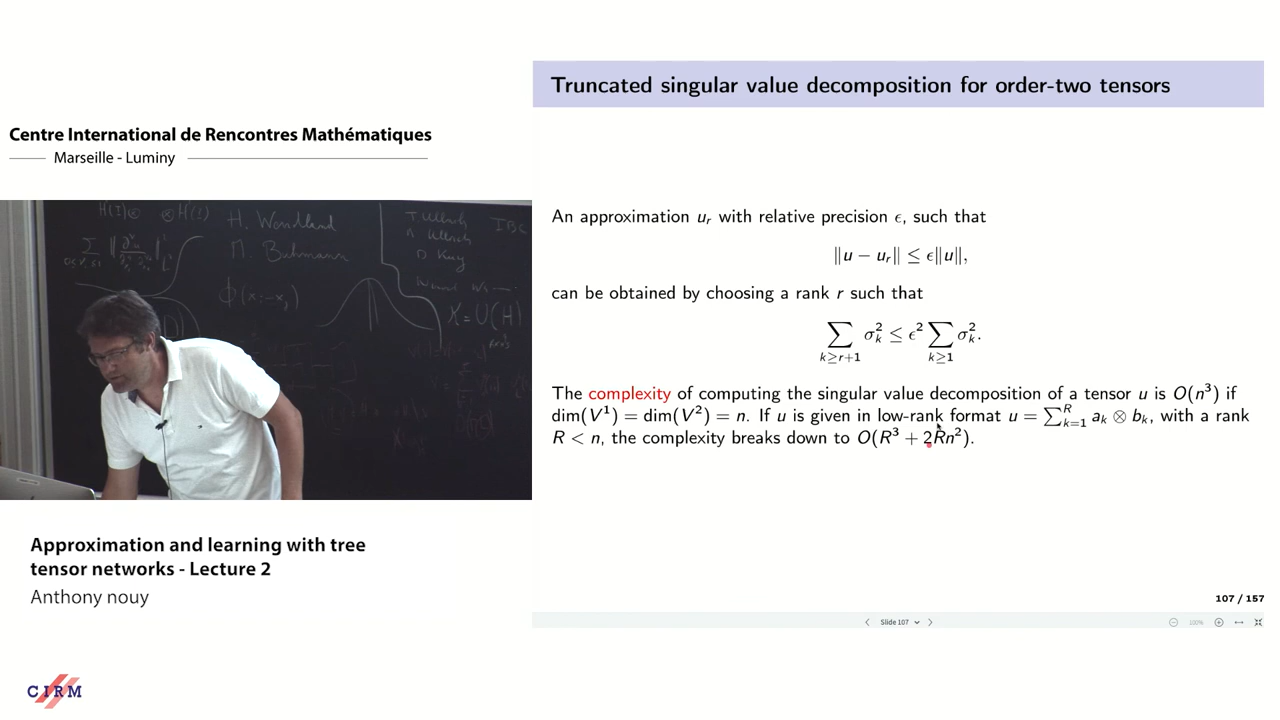 Centre International de Rencontres Mathématiques
Marseille - Luminy
H. Wendland
M. Buhmann
IBC
X = U(H)
Approximation and learning with tree
tensor networks - Lecture 2
Anthony nouy
CIRM
Truncated singular value decomposition for order-two tensors
An approximation u_r with relative precision ϵ, such that
‖u − u_r‖ ≤ ϵ‖u‖,
can be obtained by choosing a rank r such that
∑_{k≥r+1} σ_k^2 ≤ ϵ^2 ∑_{k≥1} σ_k^2.
The complexity of computing the singular value decomposition of a tensor u is O(n^3) if
dim(V^1) = dim(V^2) = n. If u is given in low-rank format u = ∑_{k=1}^R a_k ⊗ b_k, with a rank
R < n, the complexity breaks down to O(R^3 + 2Rn^2).
107 / 157
Slide 107
100%